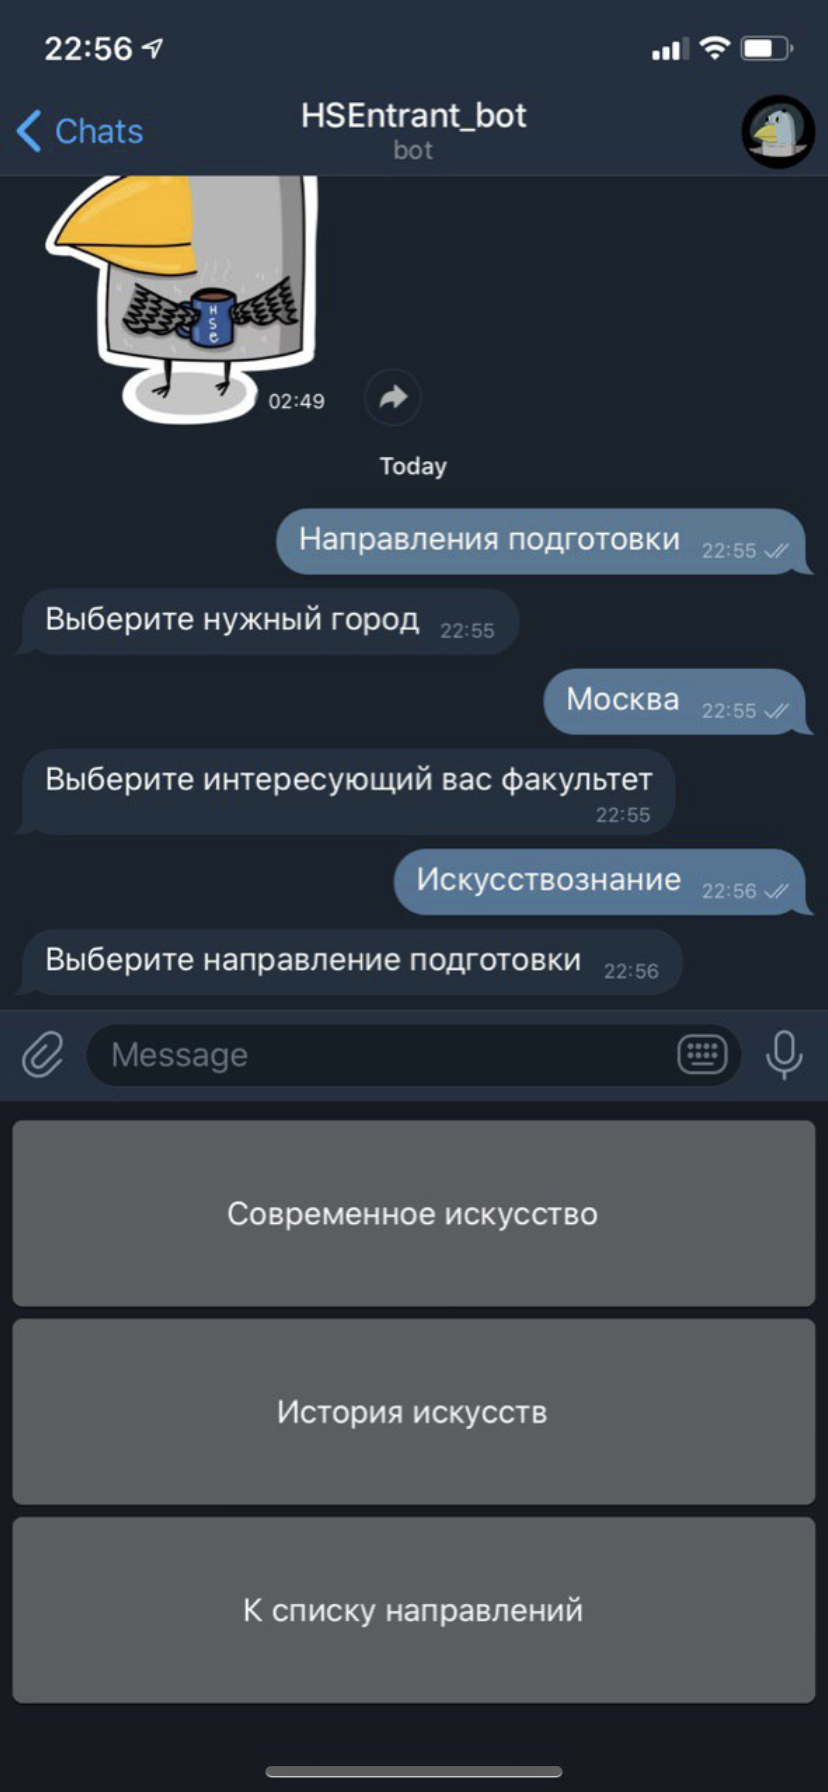 22:56
Chats
HSEntrant_bot
bot
HSe
02:49
Today
Направления подготовки 22:55
Выберите нужный город 22:55
Москва 22:55
Выберите интересующий вас факультет
22:55
Искусствознание 22:56
Выберите направление подготовки 22:56
Message
Современное искусство
История искусств
К списку направлений